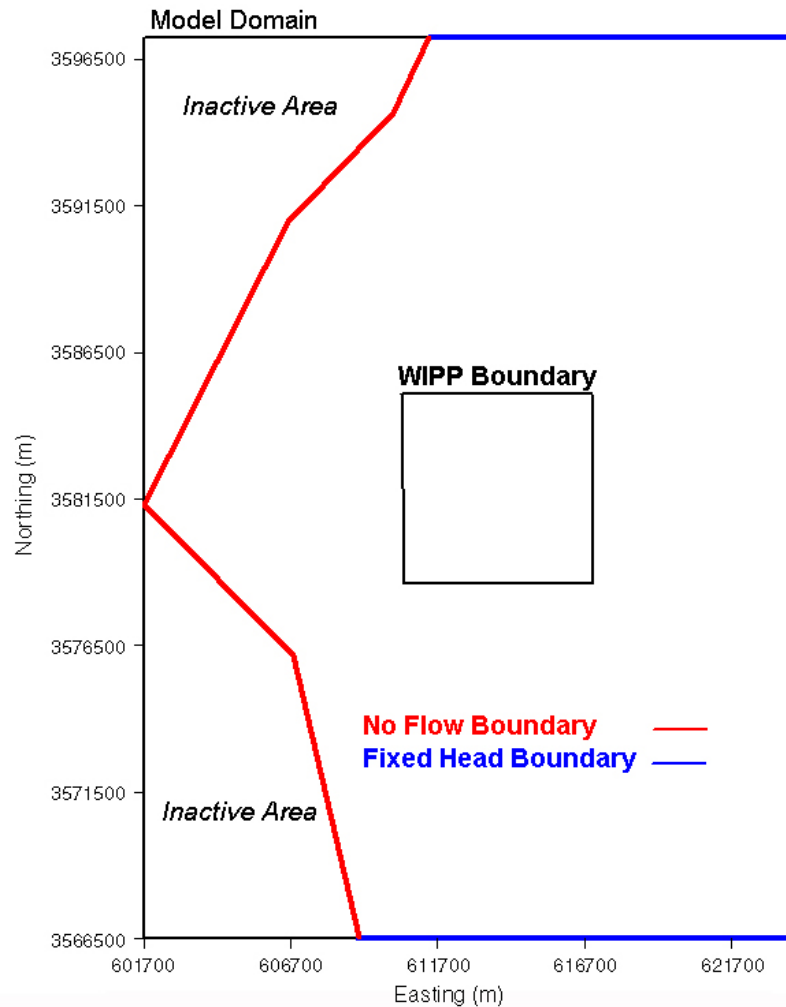 Model Domain
3596500
Inactive Area
3591500
3586500
WIPP Boundary
3581500
Northing (m)
3576500
No Flow Boundary
Fixed Head Boundary
3571500
Inactive Area
3566500
601700 606700 611700 616700 621700
Easting (m)